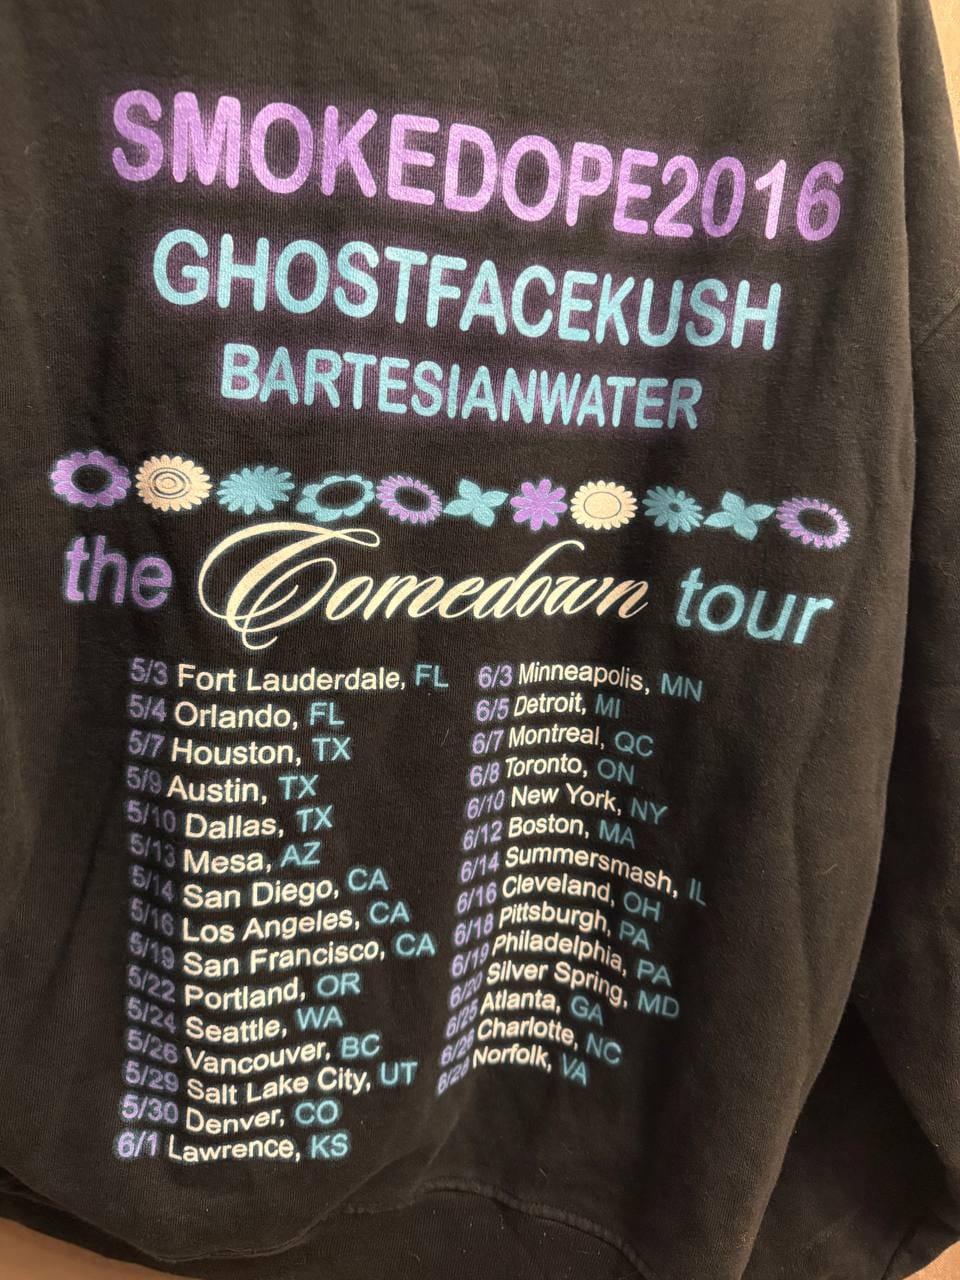 SMOKEDOPE2016
GHOSTFACEKUSH
BARTESIANWATER
the Comedown tour
5/3 Fort Lauderdale, FL
5/4 Orlando, FL
5/7 Houston, TX
5/9 Austin, TX
5/10 Dallas, TX
5/13 Mesa, AZ
5/14 San Diego, CA
5/16 Los Angeles, CA
5/19 San Francisco, CA
5/22 Portland, OR
5/24 Seattle, WA
5/26 Vancouver, BC
5/29 Salt Lake City, UT
5/30 Denver, CO
6/1 Lawrence, KS
6/3 Minneapolis, MN
6/5 Detroit, MI
6/7 Montreal, QC
6/8 Toronto, ON
6/10 New York, NY
6/12 Boston, MA
6/14 Summersmash, IL
6/16 Cleveland, OH
6/18 Pittsburgh, PA
6/19 Philadelphia, PA
6/20 Silver Spring, MD
6/25 Atlanta, GA
Charlotte, NC
Norfolk, VA